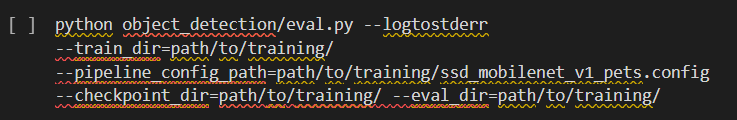 [ ] python object_detection/eval.py --logtostderr
--train_dir=path/to/training/
--pipeline_config_path=path/to/training/ssd_mobilenet_v1_pets.config
--checkpoint_dir=path/to/training/ --eval_dir=path/to/training/